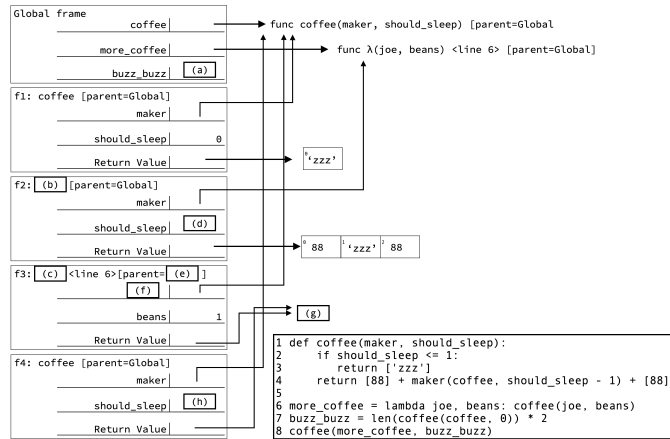 Global frame
coffee
func coffee(maker, should_sleep) [parent=Global
more_coffee
func λ(joe, beans) <line 6> [parent=Global]
buzz_buzz (a)
f1: coffee [parent=Global]
maker
should_sleep 0
Return Value
0 ‘zzz’
f2: (b) [parent=Global]
maker
should_sleep (d)
Return Value
0 88 1 ‘zzz’ 2 88
f3: (c) <line 6>[parent= (e) ]
(f)
beans 1
(g)
Return Value
f4: coffee [parent=Global]
maker
should_sleep (h)
Return Value
1 def coffee(maker, should_sleep):
2 if should_sleep <= 1:
3 return ['zzz']
4 return [88] + maker(coffee, should_sleep - 1) + [88]
5
6 more_coffee = lambda joe, beans: coffee(joe, beans)
7 buzz_buzz = len(coffee(coffee, 0)) * 2
8 coffee(more_coffee, buzz_buzz)